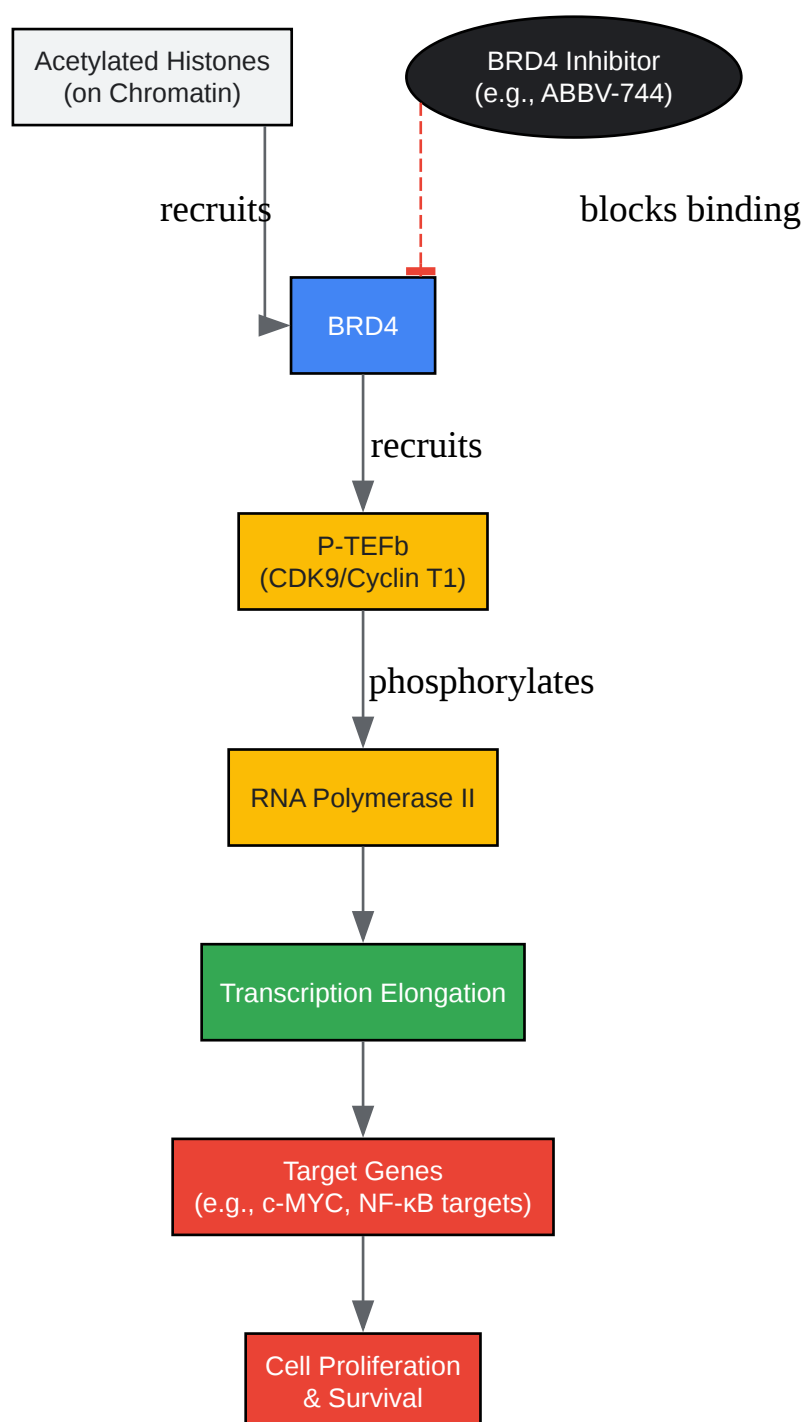 Acetylated Histones
(on Chromatin)
BRD4 Inhibitor
(e.g., ABBV-744)
recruits
blocks binding
BRD4
recruits
P-TEFb
(CDK9/Cyclin T1)
phosphorylates
RNA Polymerase II
Transcription Elongation
Target Genes
(e.g., c-MYC, NF-κB targets)
Cell Proliferation
& Survival